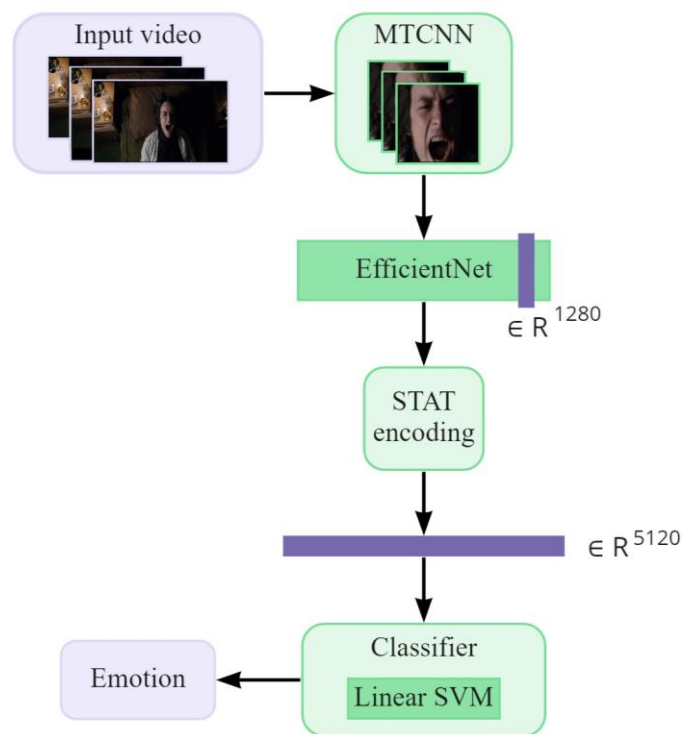 Input video
MTCNN
EfficientNet
∈ R 1280
STAT
encoding
∈ R 5120
Classifier
Linear SVM
Emotion